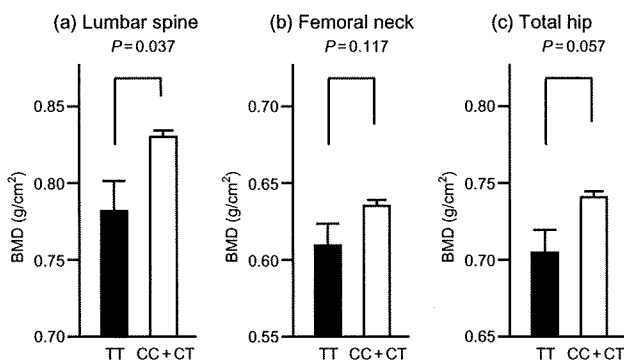 (a) Lumbar spine
P=0.037
0.85
0.80
0.75
0.70
BMD (g/cm²)
TT CC+CT
(b) Femoral neck
P=0.117
0.70
0.65
0.60
0.55
BMD (g/cm²)
TT CC+CT
(c) Total hip
P=0.057
0.80
0.75
0.70
0.65
BMD (g/cm²)
TT CC+CT